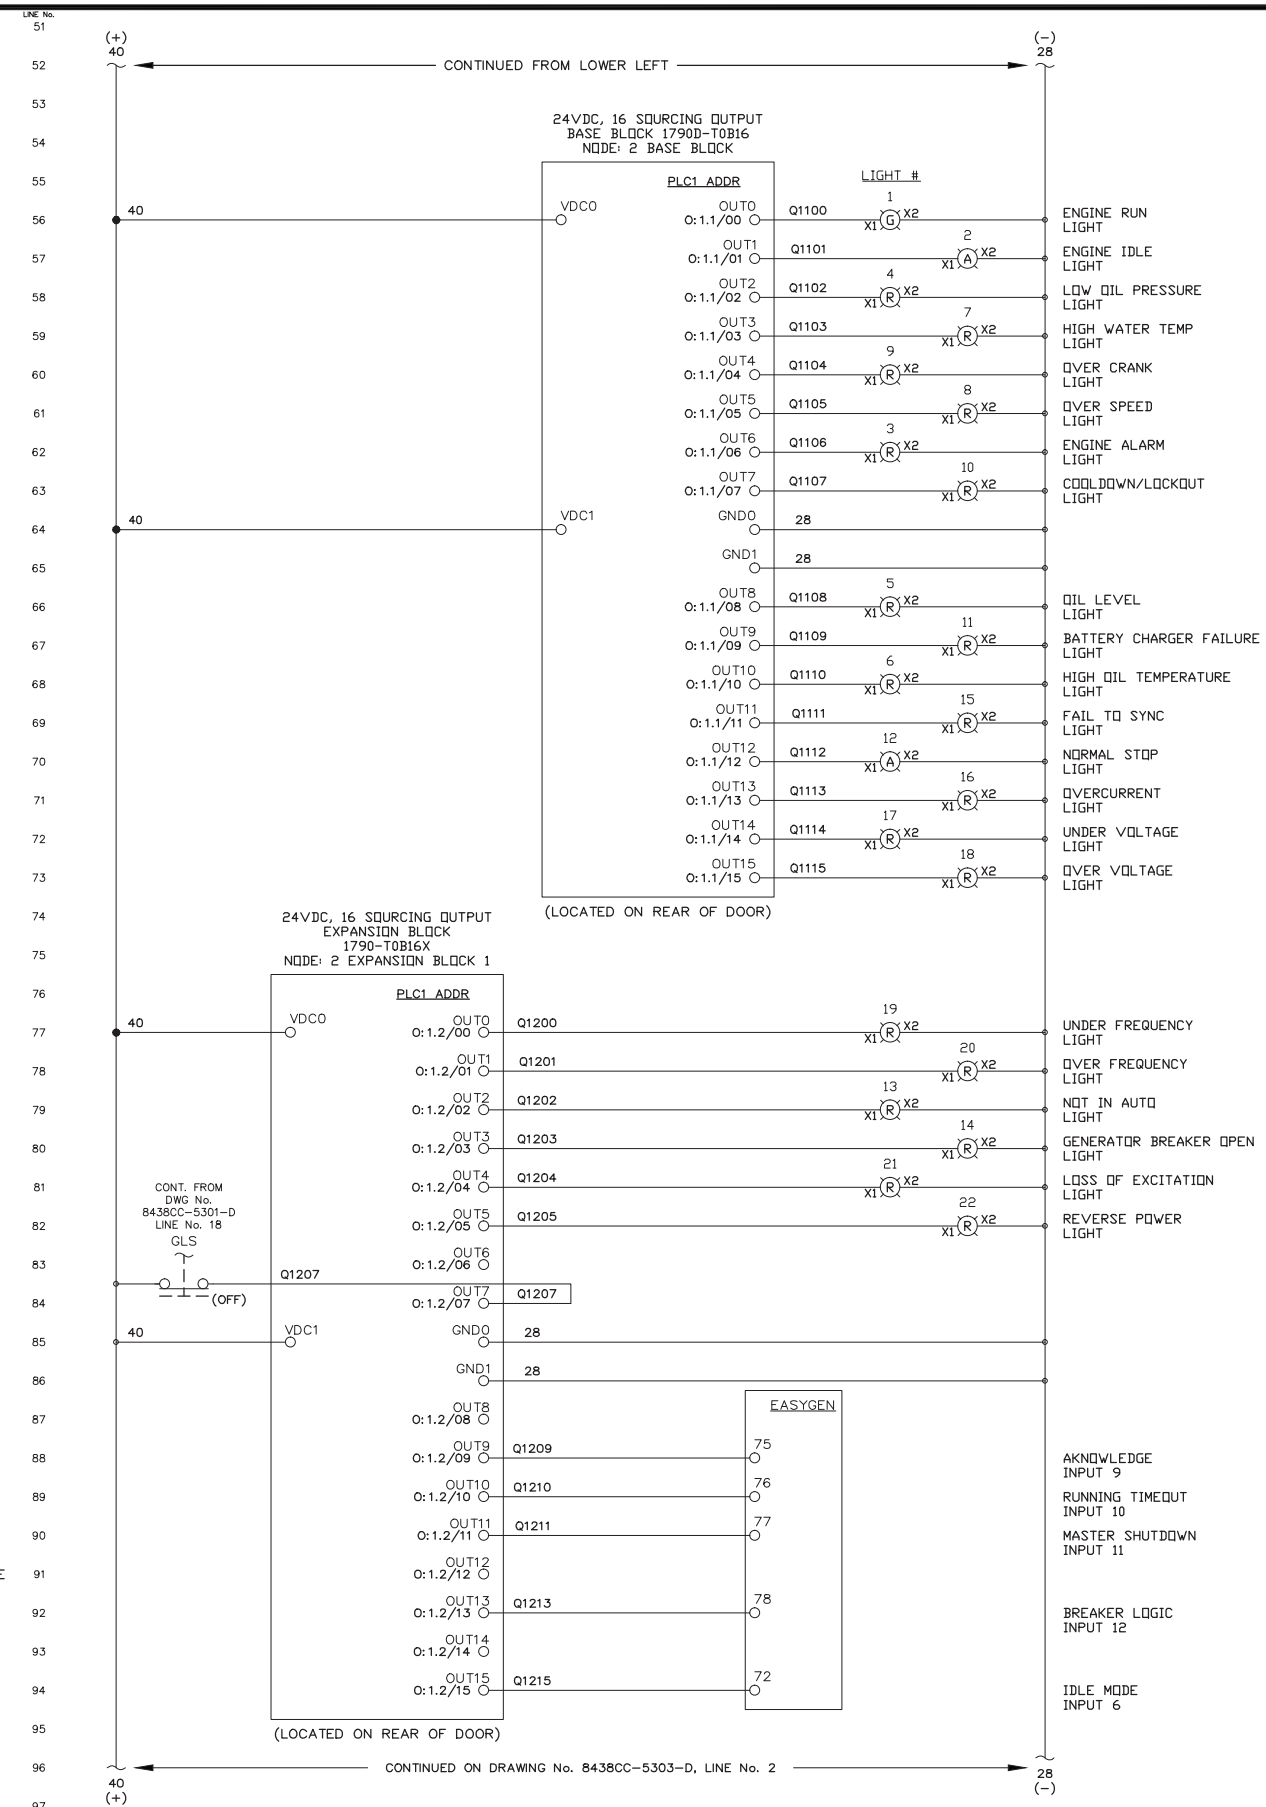 LINE No.
51
(+)
40
(-)
28
52
CONTINUED FROM LOWER LEFT
53
24VDC, 16 SOURCING OUTPUT
54
BASE BLOCK 1790D-T0B16
NODE: 2 BASE BLOCK
55
PLC1 ADDR
LIGHT #
56
40
VDC0
OUT0
O:1.1/00
Q1100
1
X1 G X2
ENGINE RUN
LIGHT
57
OUT1
O:1.1/01
Q1101
2
X1 A X2
ENGINE IDLE
LIGHT
58
OUT2
O:1.1/02
Q1102
4
X1 R X2
LOW OIL PRESSURE
LIGHT
59
OUT3
O:1.1/03
Q1103
7
X1 R X2
HIGH WATER TEMP
LIGHT
60
OUT4
O:1.1/04
Q1104
9
X1 R X2
OVER CRANK
LIGHT
61
OUT5
O:1.1/05
Q1105
8
X1 R X2
OVER SPEED
LIGHT
62
OUT6
O:1.1/06
Q1106
3
X1 R X2
ENGINE ALARM
LIGHT
63
OUT7
O:1.1/07
Q1107
10
X1 R X2
COOLDOWN/LOCKOUT
LIGHT
64
40
VDC1
GND0
28
65
GND1
28
66
OUT8
O:1.1/08
Q1108
5
X1 R X2
OIL LEVEL
LIGHT
67
OUT9
O:1.1/09
Q1109
11
X1 R X2
BATTERY CHARGER FAILURE
LIGHT
68
OUT10
O:1.1/10
Q1110
6
X1 R X2
HIGH OIL TEMPERATURE
LIGHT
69
OUT11
O:1.1/11
Q1111
15
X1 R X2
FAIL TO SYNC
LIGHT
70
OUT12
O:1.1/12
Q1112
12
X1 A X2
NORMAL STOP
LIGHT
71
OUT13
O:1.1/13
Q1113
16
X1 R X2
OVERCURRENT
LIGHT
72
OUT14
O:1.1/14
Q1114
17
X1 R X2
UNDER VOLTAGE
LIGHT
73
OUT15
O:1.1/15
Q1115
18
X1 R X2
OVER VOLTAGE
LIGHT
74
(LOCATED ON REAR OF DOOR)
24VDC, 16 SOURCING OUTPUT
EXPANSION BLOCK
75
1790-T0B16X
NODE: 2 EXPANSION BLOCK 1
76
PLC1 ADDR
77
40
VDC0
OUT0
O:1.2/00
Q1200
19
X1 R X2
UNDER FREQUENCY
LIGHT
78
OUT1
O:1.2/01
Q1201
20
X1 R X2
OVER FREQUENCY
LIGHT
79
OUT2
O:1.2/02
Q1202
13
X1 R X2
NOT IN AUTO
LIGHT
80
OUT3
O:1.2/03
Q1203
14
X1 R X2
GENERATOR BREAKER OPEN
LIGHT
81
OUT4
O:1.2/04
Q1204
21
X1 R X2
LOSS OF EXCITATION
LIGHT
CONT. FROM
DWG No.
8438CC-5301-D
LINE No. 18
GLS
82
OUT5
O:1.2/05
Q1205
22
X1 R X2
REVERSE POWER
LIGHT
83
OUT6
O:1.2/06
Q1207
(OFF)
84
OUT7
O:1.2/07
Q1207
85
40
VDC1
GND0
28
86
GND1
28
EASYGEN
87
OUT8
O:1.2/08
88
OUT9
O:1.2/09
Q1209
75
AKNOWLEDGE
INPUT 9
89
OUT10
O:1.2/10
Q1210
76
RUNNING TIMEOUT
INPUT 10
90
OUT11
O:1.2/11
Q1211
77
MASTER SHUTDOWN
INPUT 11
E
91
OUT12
O:1.2/12
92
OUT13
O:1.2/13
Q1213
78
BREAKER LOGIC
INPUT 12
93
OUT14
O:1.2/14
94
OUT15
O:1.2/15
Q1215
72
IDLE MODE
INPUT 6
95
(LOCATED ON REAR OF DOOR)
96
CONTINUED ON DRAWING No. 8438CC-5303-D, LINE No. 2
40
(+)
28
(-)
97